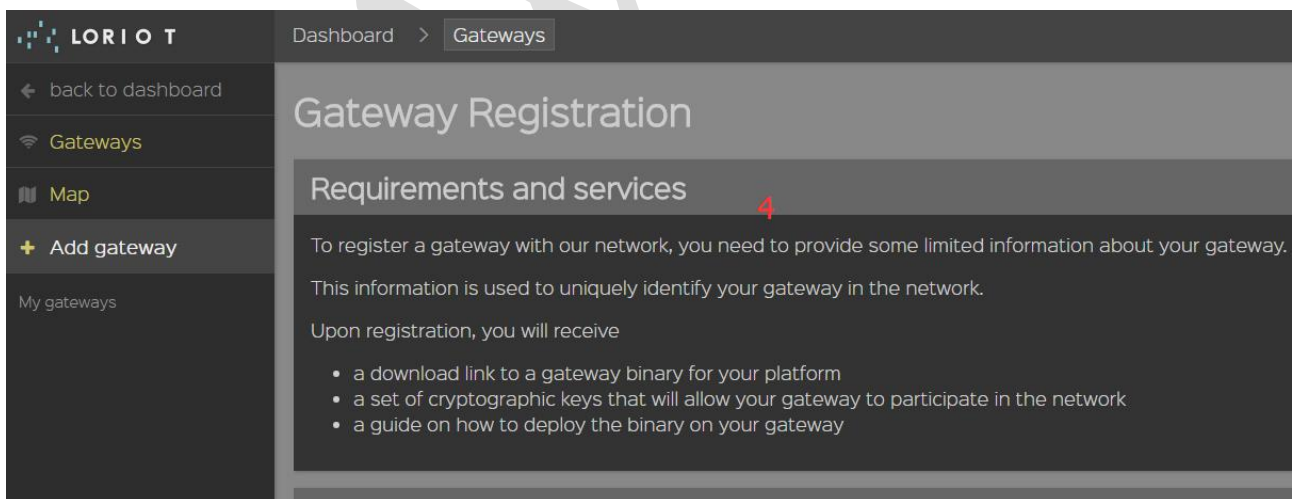 LORIOT
Dashboard > Gateways
← back to dashboard
Gateways
Map
+ Add gateway
My gateways
Gateway Registration
Requirements and services
4
To register a gateway with our network, you need to provide some limited information about your gateway.
This information is used to uniquely identify your gateway in the network.
Upon registration, you will receive
• a download link to a gateway binary for your platform
• a set of cryptographic keys that will allow your gateway to participate in the network
• a guide on how to deploy the binary on your gateway